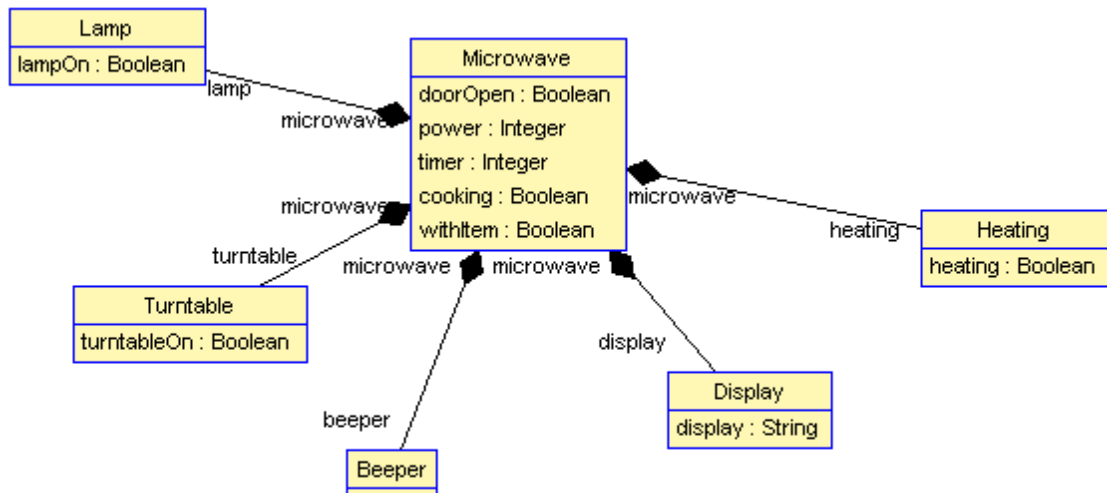 Lamp
lampOn : Boolean
lamp
microwave
Microwave
doorOpen : Boolean
power : Integer
timer : Integer
cooking : Boolean
withItem : Boolean
microwave
turntable
Turntable
turntableOn : Boolean
microwave
beeper
Beeper
microwave
display
Display
display : String
microwave
heating
Heating
heating : Boolean